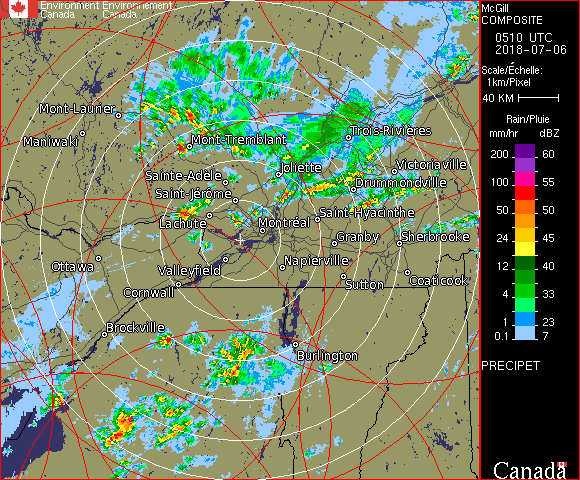 Environment Environnement
Canada Canada
McGill
COMPOSITE
0510 UTC
2018-07-06
Scale/Échelle:
1km/Pixel
40 KM
Rain/Pluie
mm/hr dBZ
200 60
100 55
50 50
50 45
24 40
12 40
4 33
1 23
0.1 7
PRECIPET
Canada
Mont-Laurier
Maniwaki
Mont-Tremblant
Trois-Rivières
Joliette
Victoriaville
Sainte-Adèle
Drummondville
Saint-Jérôme
Saint-Hyacinthe
Lachute
Montréal
Granby
Sherbrooke
Ottawa
Valleyfield
Napierville
Sutton
Coaticook
Cornwall
Brockville
Burlington